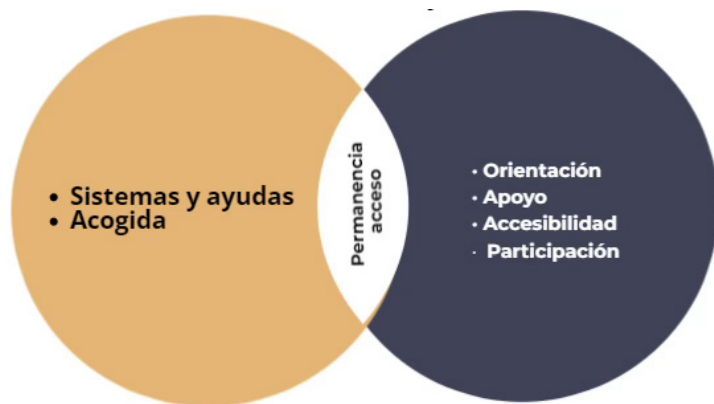 • Sistemas y ayudas
• Acogida
Permanencia
acceso
• Orientación
• Apoyo
• Accesibilidad
· Participación